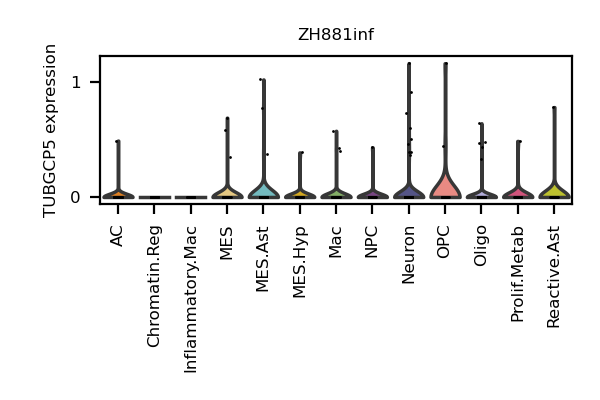 ZH881inf
TUBGCP5 expression
1
0
AC
Chromatin.Reg
Inflammatory.Mac
MES
MES.Ast
MES.Hyp
Mac
NPC
Neuron
OPC
Oligo
Prolif.Metab
Reactive.Ast